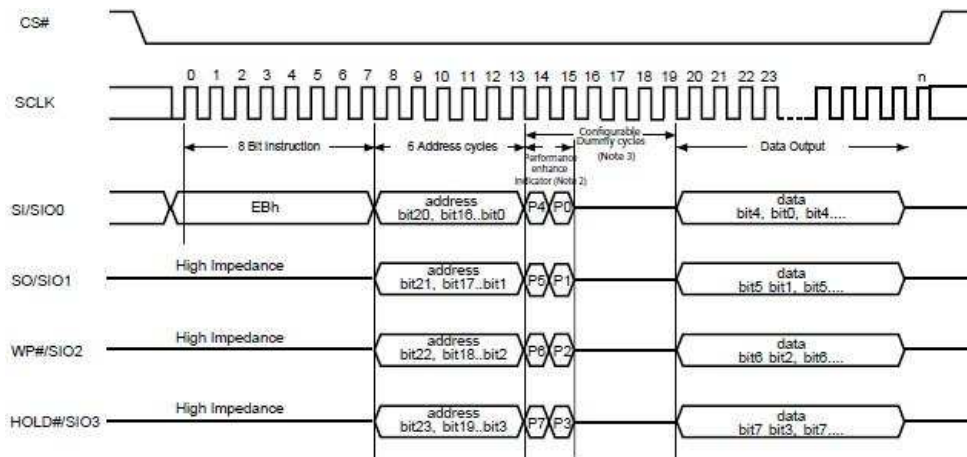 CS#
0 1 2 3 4 5 6 7 8 9 10 11 12 13 14 15 16 17 18 19 20 21 22 23 n
SCLK
8 Bit Instruction
6 Address cycles
Configurable
Dummy cycles
(Note 3)
Data Output
Performance
enhance
indicator (Note 2)
SI/SIO0
EBh
address
bit20, bit16..bit0
P4 P0
data
bit4, bit0, bit4....
SO/SIO1
High Impedance
address
bit21, bit17..bit1
P5 P1
data
bit5 bit1, bit5....
WP#/SIO2
High Impedance
address
bit22, bit18..bit2
P6 P2
data
bit6 bit2, bit6....
HOLD#/SIO3
High Impedance
address
bit23, bit19..bit3
P7 P3
data
bit7 bit3, bit7....